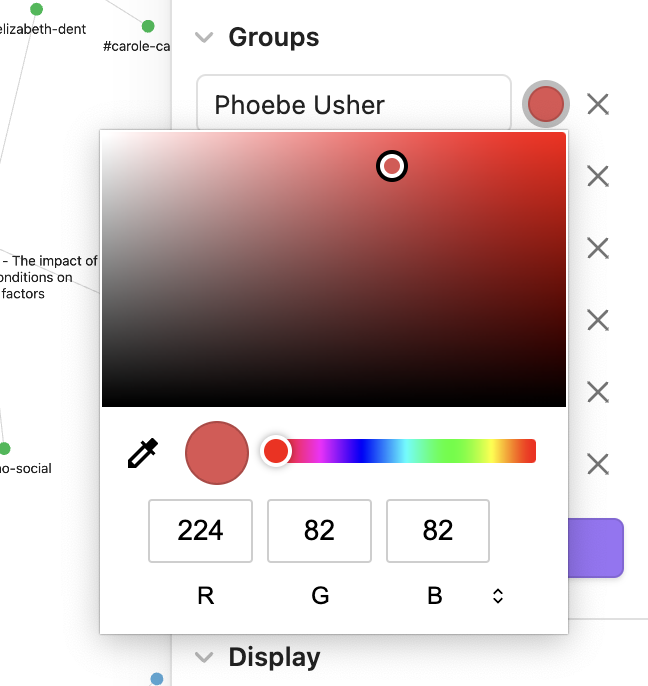 elizabeth-dent
#carole-ca
Groups
Phoebe Usher
- The impact of
onditions on
factors
no-social
224
82
82
R
G
B
Display